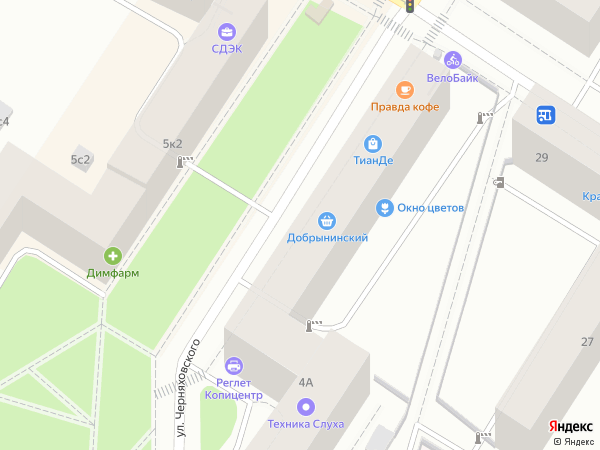 СДЭК
ВелоБайк
Правда кофе
5к2
5с2
ТианДе
29
Окно цветов
Добрынинский
Димфарм
ул. Черняховского
27
Реглет
Копицентр
4А
Техника Слуха
Яндекс
© Яндекс